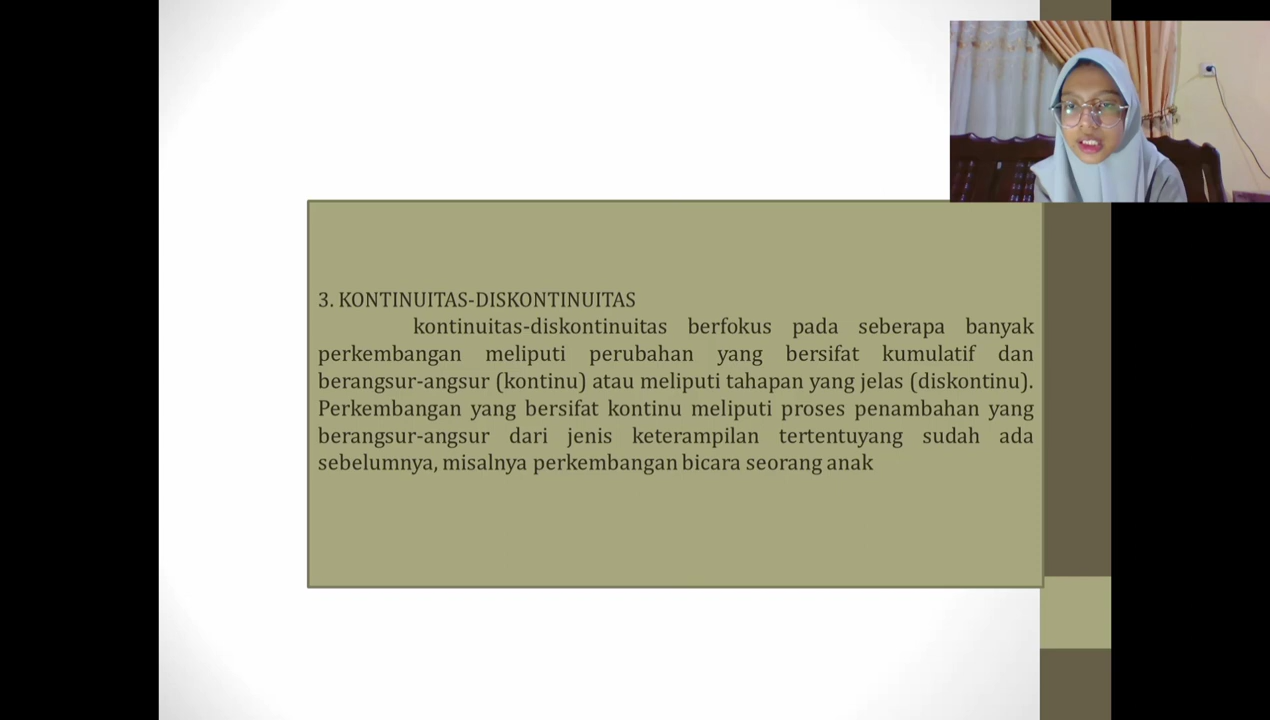 3. KONTINUITAS-DISKONTINUITAS
kontinuitas-diskontinuitas berfokus pada seberapa banyak
perkembangan meliputi perubahan yang bersifat kumulatif dan
berangsur-angsur (kontinu) atau meliputi tahapan yang jelas (diskontinu).
Perkembangan yang bersifat kontinu meliputi proses penambahan yang
berangsur-angsur dari jenis keterampilan tertentuyang sudah ada
sebelumnya, misalnya perkembangan bicara seorang anak